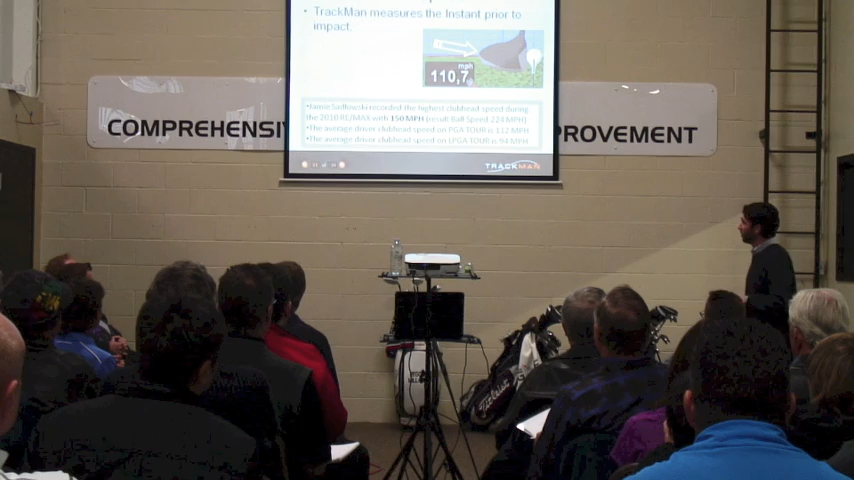 • TrackMan measures the Instant prior to
impact.
mph
110,7
•Jamie Sadlowski recorded the highest clubhead speed during
the 2010 RE/MAX with 150 MPH (result Ball Speed 224 MPH)
•The average driver clubhead speed on PGA TOUR is 112 MPH
•The average driver clubhead speed on LPGA TOUR is 94 MPH
TRACKMAN
COMPREHENSI
PROVEMENT
Titleist